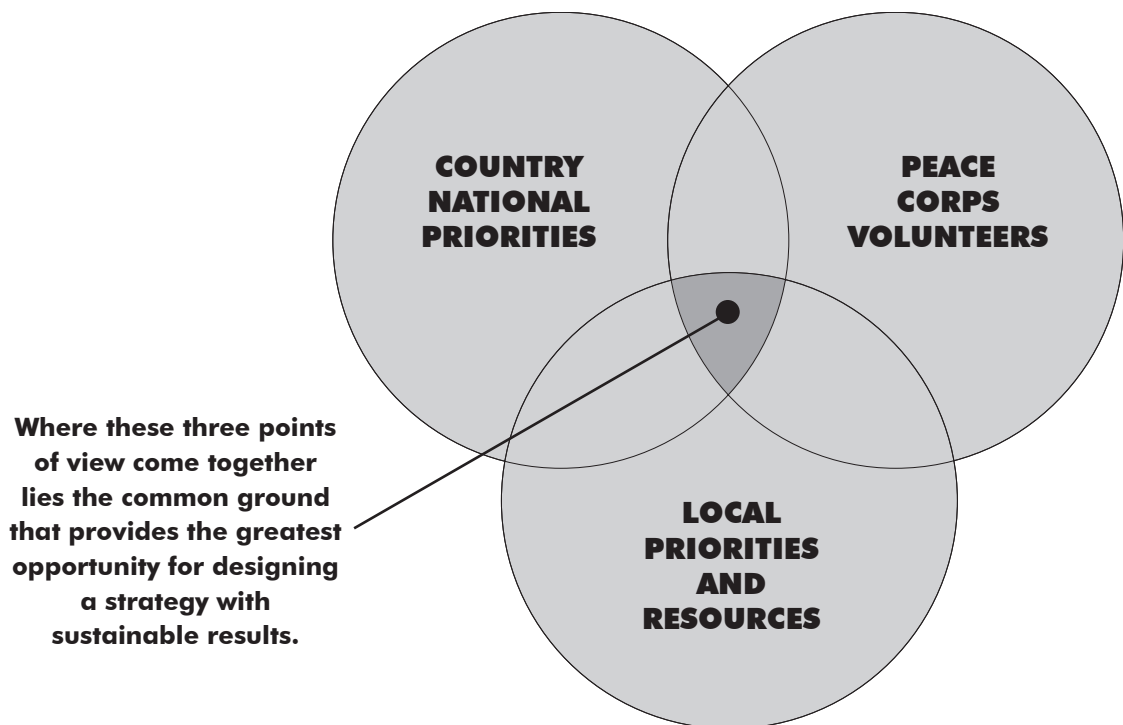 COUNTRY
NATIONAL
PRIORITIES
PEACE
CORPS
VOLUNTEERS
Where these three points
of view come together
lies the common ground
that provides the greatest
opportunity for designing
a strategy with
sustainable results.
LOCAL
PRIORITIES
AND
RESOURCES